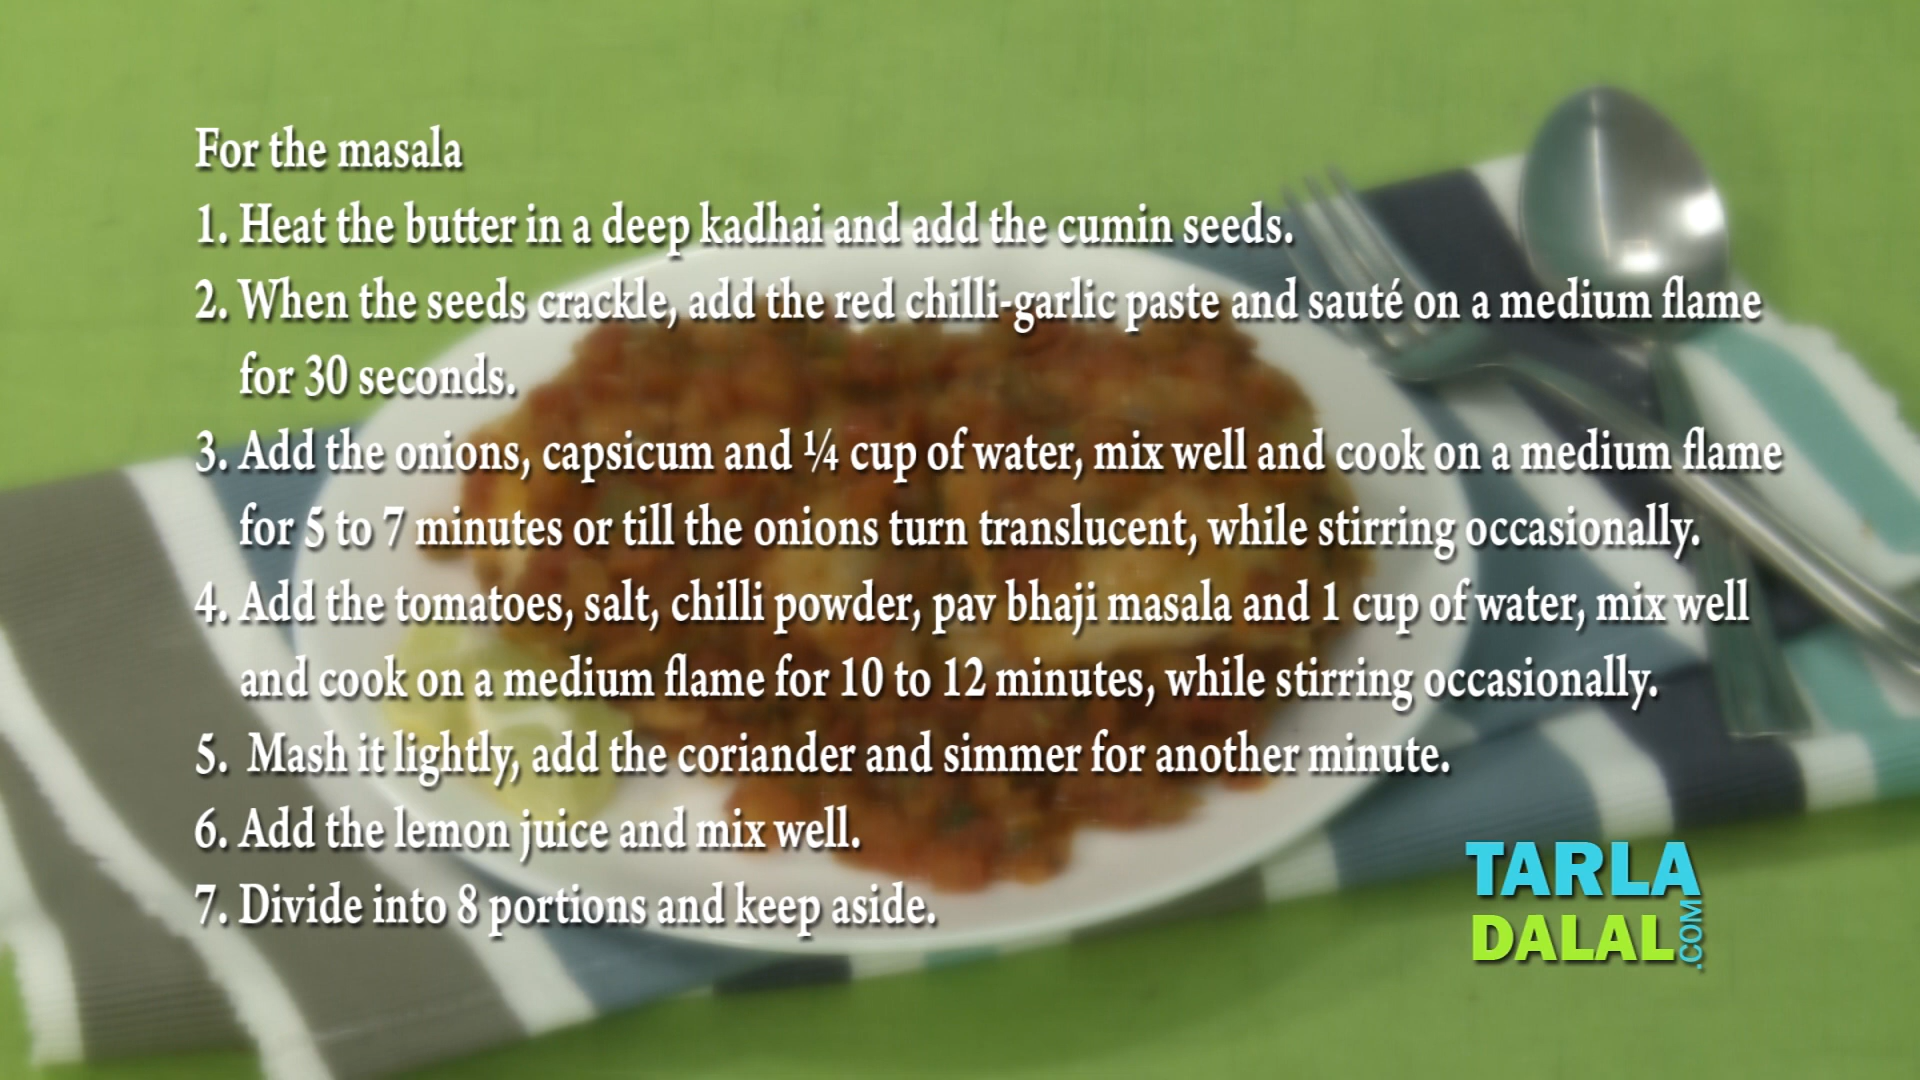 For the masala
1. Heat the butter in a deep kadhai and add the cumin seeds.
2. When the seeds crackle, add the red chilli-garlic paste and sauté on a medium flame
for 30 seconds.
3. Add the onions, capsicum and ¼ cup of water, mix well and cook on a medium flame
for 5 to 7 minutes or till the onions turn translucent, while stirring occasionally.
4. Add the tomatoes, salt, chilli powder, pav bhaji masala and 1 cup of water, mix well
and cook on a medium flame for 10 to 12 minutes, while stirring occasionally.
5. Mash it lightly, add the coriander and simmer for another minute.
6. Add the lemon juice and mix well.
7. Divide into 8 portions and keep aside.
TARLA
DALAL
.COM